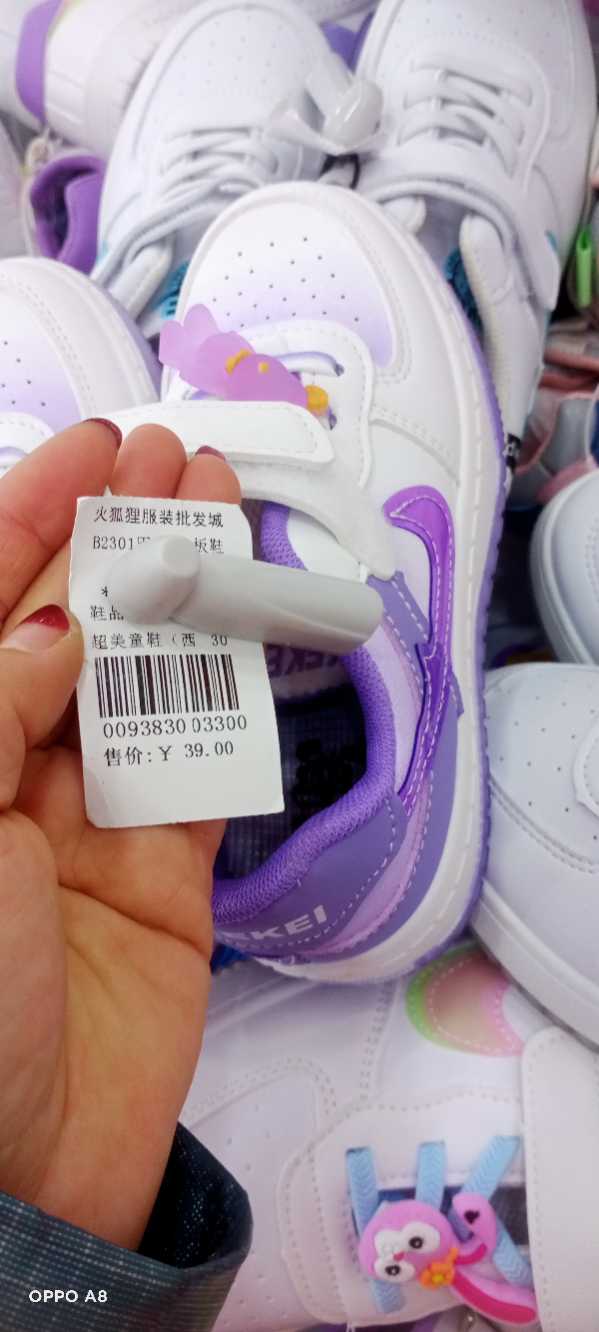 火狐狸服装批发城
B2301 板鞋
*
鞋品
超美童鞋（西 30
0093830 03300
售价:￥ 39.00
KKEI
OPPO A8